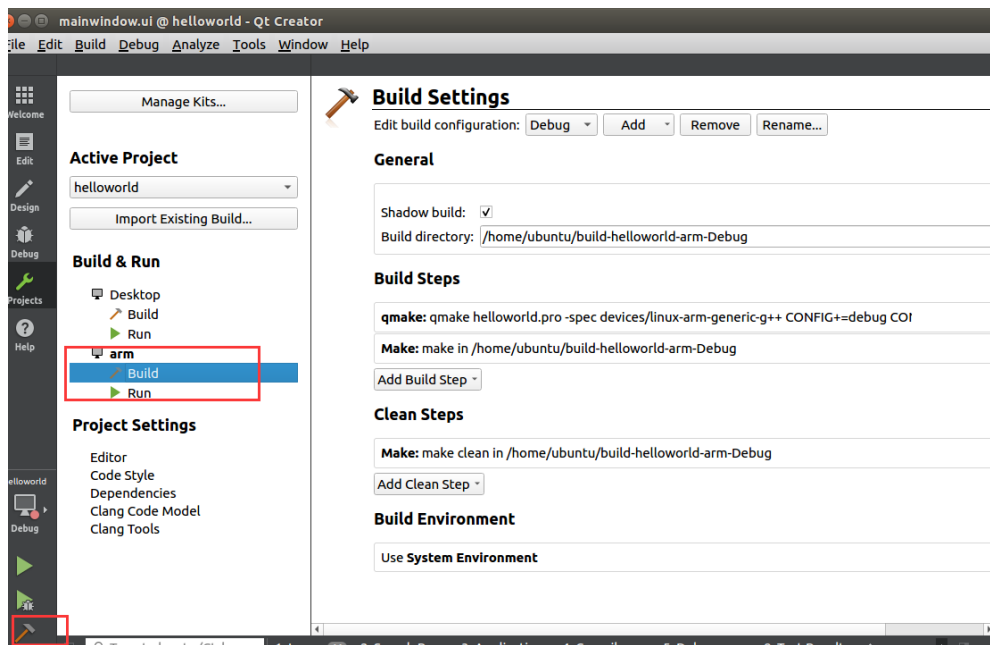 mainwindow.ui @ helloworld - Qt Creator
File Edit Build Debug Analyze Tools Window Help
Welcome
Edit
Design
Debug
Projects
Help
Manage Kits...
Active Project
helloworld
Import Existing Build...
Build & Run
Desktop
Build
Run
arm
Build
Run
Project Settings
Editor
Code Style
Dependencies
Clang Code Model
Clang Tools
elloworld
Debug
Build Settings
Edit build configuration: Debug Add Remove Rename...
General
Shadow build:
Build directory: /home/ubuntu/build-helloworld-arm-Debug
Build Steps
qmake: qmake helloworld.pro -spec devices/linux-arm-generic-g++ CONFIG+=debug
Make: make in /home/ubuntu/build-helloworld-arm-Debug
Add Build Step
Clean Steps
Make: make clean in /home/ubuntu/build-helloworld-arm-Debug
Add Clean Step
Build Environment
Use System Environment